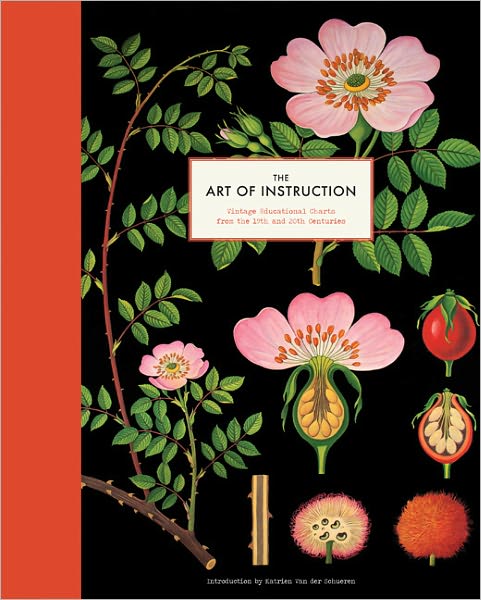 THE
ART OF INSTRUCTION
Vintage Educational Charts
from the 19th and 20th Centuries
Introduction by Katrien Van der Schueren